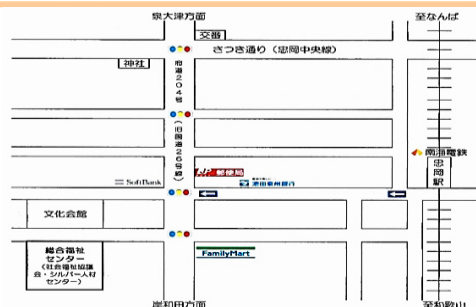 泉大津方面
至なんば
交番
さつき通り（忠岡中央線）
神社
府道204号
（旧国道26号線）
南海電鉄
忠岡駅
郵便局
SoftBank
池田泉州銀行
文化会館
総合福祉
センター
（社会福祉協議
会・シルバー人材
センター）
FamilyMart
岸和田方面
至和歌山